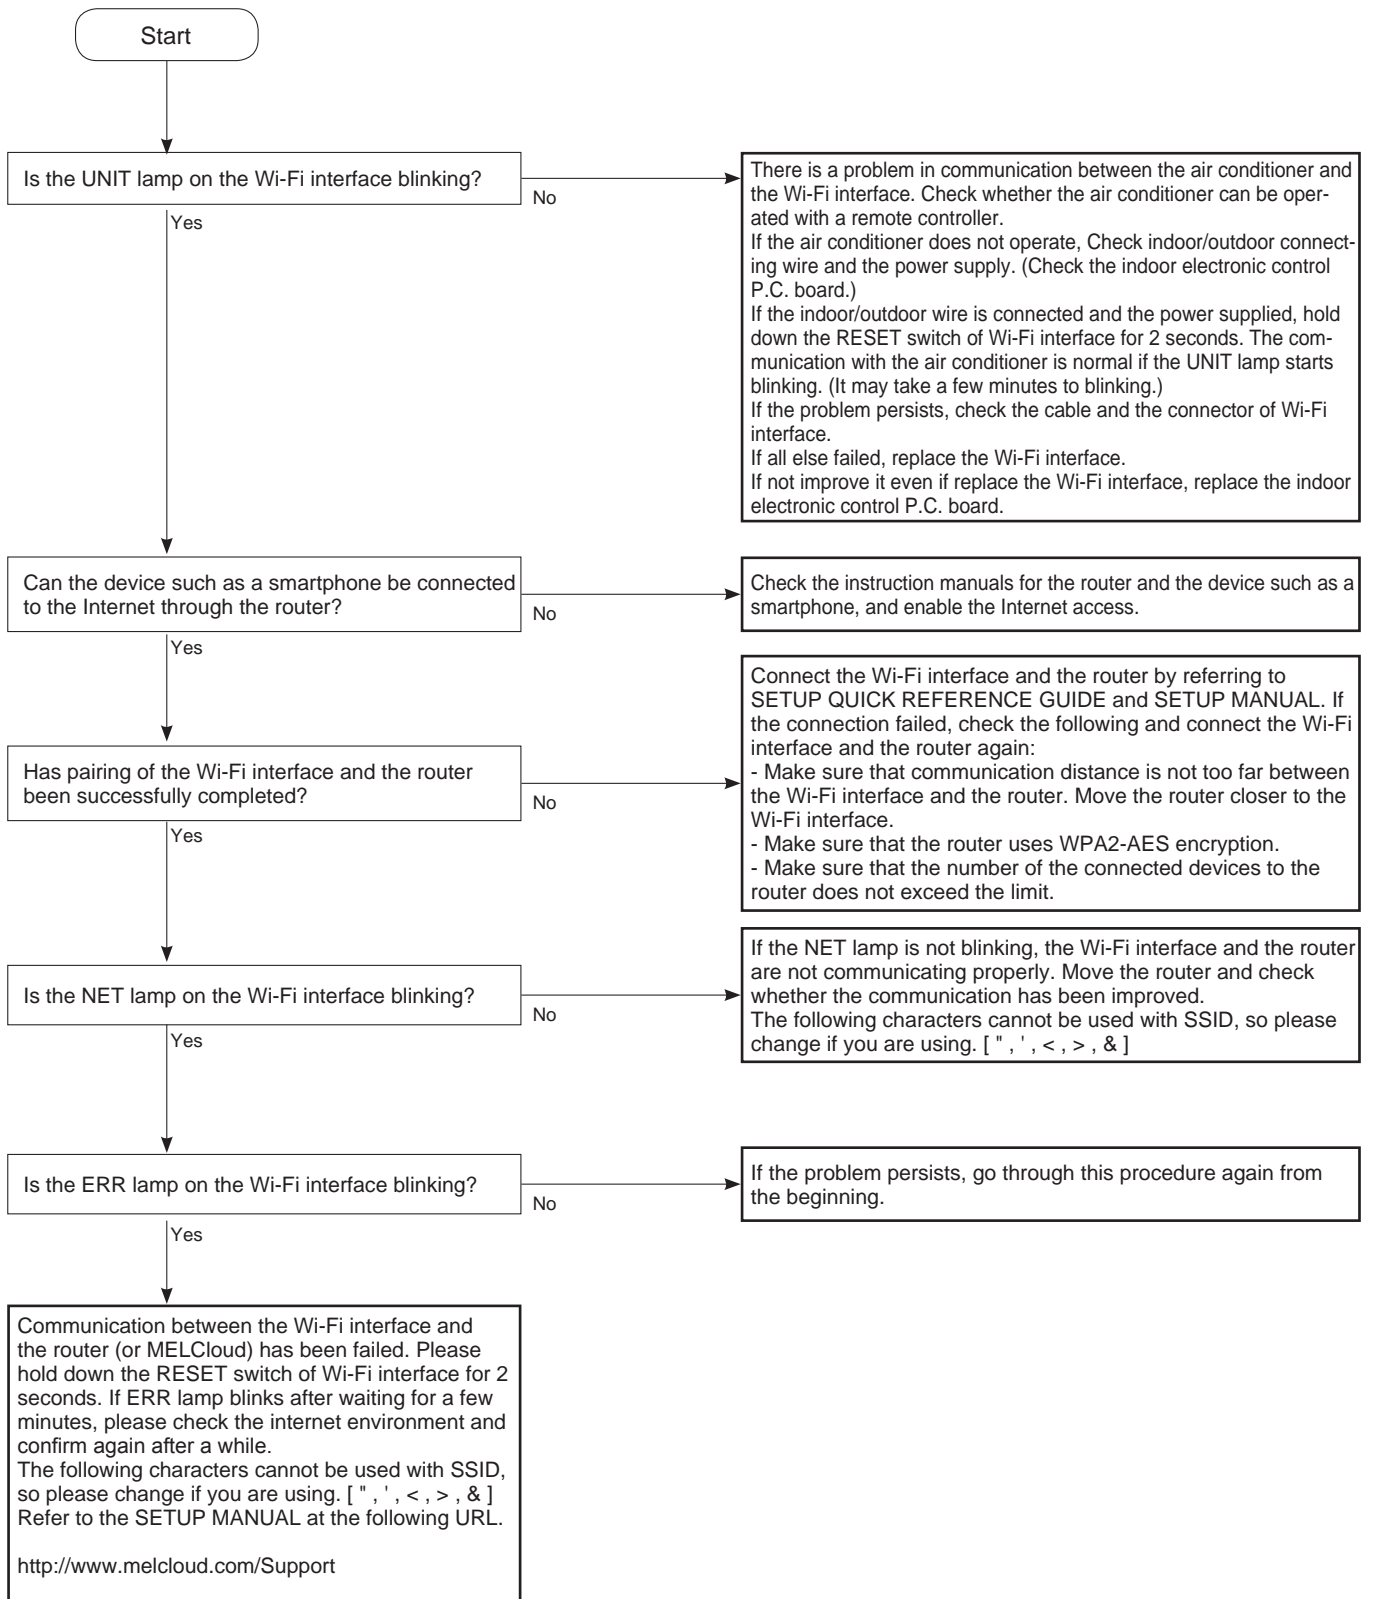 Start
Is the UNIT lamp on the Wi-Fi interface blinking?
No
Yes
There is a problem in communication between the air conditioner and
the Wi-Fi interface. Check whether the air conditioner can be oper-
ated with a remote controller.
If the air conditioner does not operate, Check indoor/outdoor connect-
ing wire and the power supply. (Check the indoor electronic control
P.C. board.)
If the indoor/outdoor wire is connected and the power supplied, hold
down the RESET switch of Wi-Fi interface for 2 seconds. The com-
munication with the air conditioner is normal if the UNIT lamp starts
blinking. (It may take a few minutes to blinking.)
If the problem persists, check the cable and the connector of Wi-Fi
interface.
If all else failed, replace the Wi-Fi interface.
If not improve it even if replace the Wi-Fi interface, replace the indoor
electronic control P.C. board.
Can the device such as a smartphone be connected
to the Internet through the router?
No
Yes
Check the instruction manuals for the router and the device such as a
smartphone, and enable the Internet access.
Has pairing of the Wi-Fi interface and the router
been successfully completed?
No
Yes
Connect the Wi-Fi interface and the router by referring to
SETUP QUICK REFERENCE GUIDE and SETUP MANUAL. If
the connection failed, check the following and connect the Wi-Fi
interface and the router again:
- Make sure that communication distance is not too far between
the Wi-Fi interface and the router. Move the router closer to the
Wi-Fi interface.
- Make sure that the router uses WPA2-AES encryption.
- Make sure that the number of the connected devices to the
router does not exceed the limit.
Is the NET lamp on the Wi-Fi interface blinking?
No
Yes
If the NET lamp is not blinking, the Wi-Fi interface and the router
are not communicating properly. Move the router and check
whether the communication has been improved.
The following characters cannot be used with SSID, so please
change if you are using. [ " , ' , < , > , & ]
Is the ERR lamp on the Wi-Fi interface blinking?
No
Yes
If the problem persists, go through this procedure again from
the beginning.
Communication between the Wi-Fi interface and
the router (or MELCloud) has been failed. Please
hold down the RESET switch of Wi-Fi interface for 2
seconds. If ERR lamp blinks after waiting for a few
minutes, please check the internet environment and
confirm again after a while.
The following characters cannot be used with SSID,
so please change if you are using. [ " , ' , < , > , & ]
Refer to the SETUP MANUAL at the following URL.
http://www.melcloud.com/Support